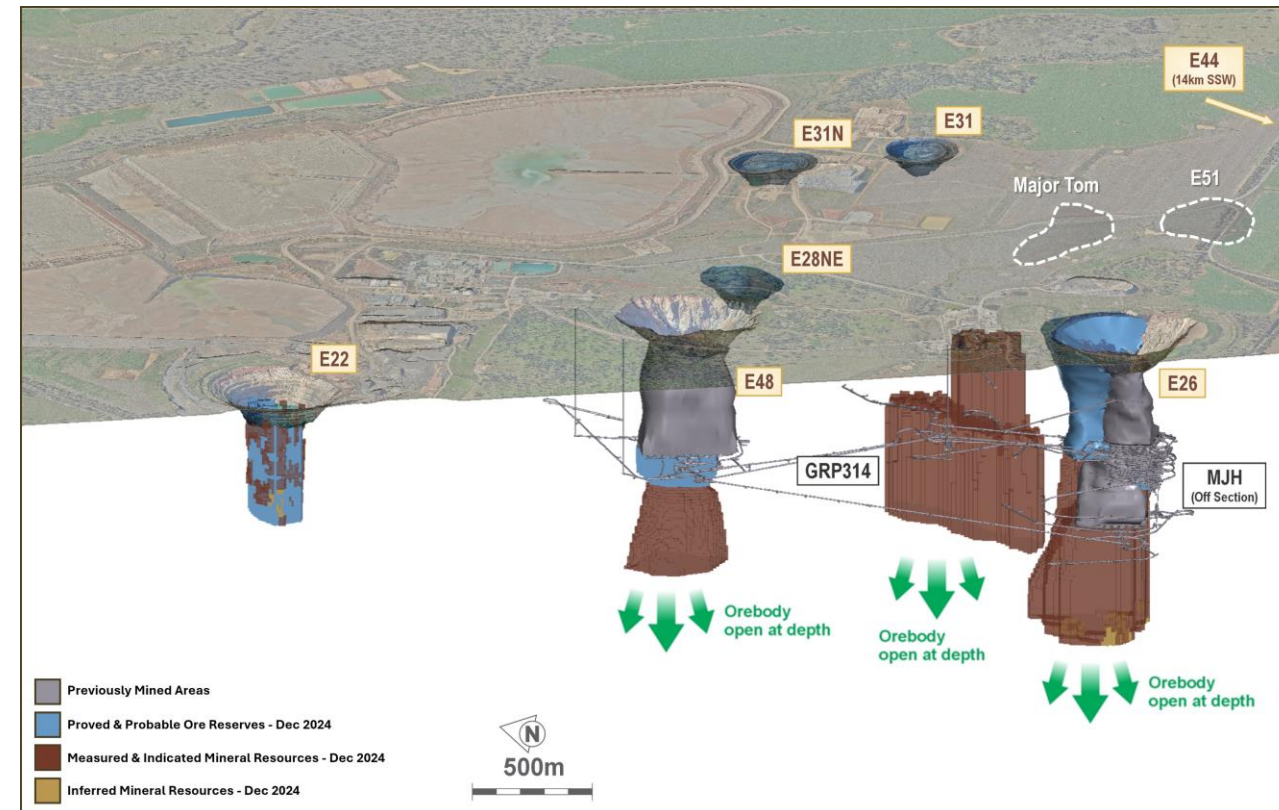 E44
(14km SSW)
E31N
E31
Major Tom
E51
E28NE
E22
E48
E26
GRP314
MJH
(Off Section)
Orebody
open at depth
Orebody
open at depth
Orebody
open at depth
Previously Mined Areas
Proved & Probable Ore Reserves - Dec 2024
Measured & Indicated Mineral Resources - Dec 2024
Inferred Mineral Resources - Dec 2024
N
500m